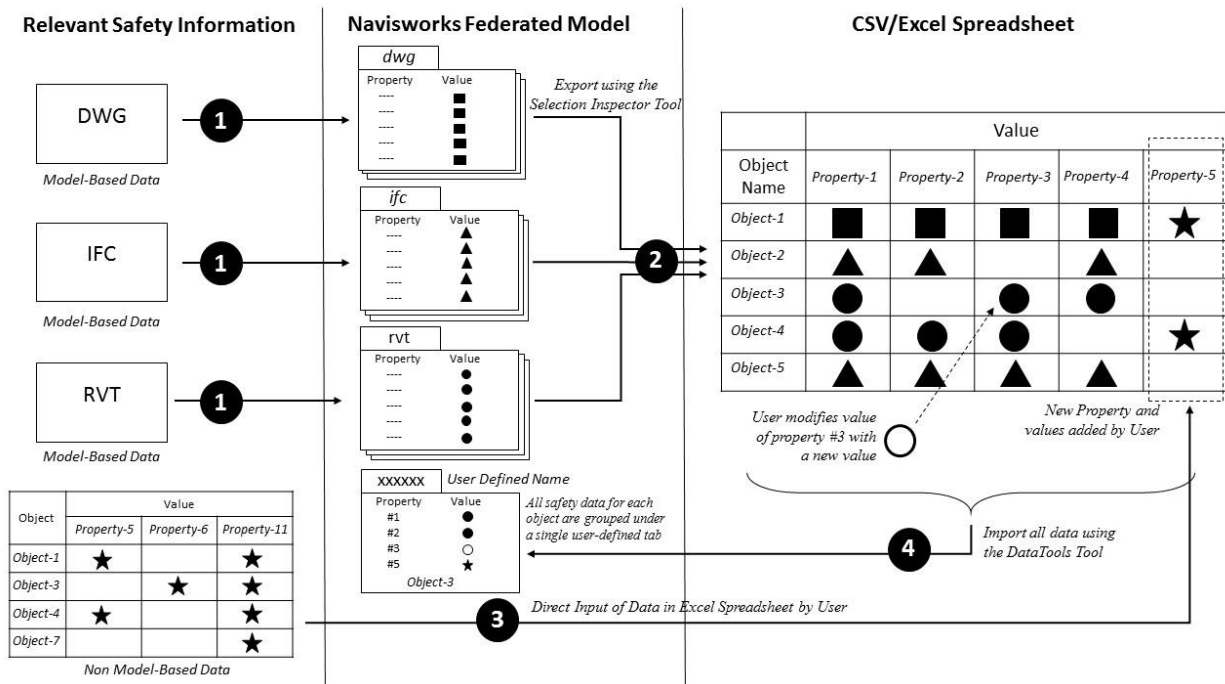 Relevant Safety Information
Navisworks Federated Model
CSV/Excel Spreadsheet
DWG
Model-Based Data
1
IFC
Model-Based Data
1
RVT
Model-Based Data
1
Object
Value
Property-5 Property-6 Property-11
Object-1
Object-3
Object-4
Object-7
Non Model-Based Data
dwg
Property Value
----
----
----
----
----
ifc
Property Value
----
----
----
----
----
rvt
Property Value
----
----
----
----
----
XXXXXX
User Defined Name
Property Value
#1
#2
#3
#5
Object-3
All safety data for each
object are grouped under
a single user-defined tab
Export using the
Selection Inspector Tool
2
Value
Object
Name
Property-1 Property-2 Property-3 Property-4 Property-5
Object-1
Object-2
Object-3
Object-4
Object-5
User modifies value
of property #3 with
a new value
New Property and
values added by User
4
Import all data using
the DataTools Tool
3
Direct Input of Data in Excel Spreadsheet by User